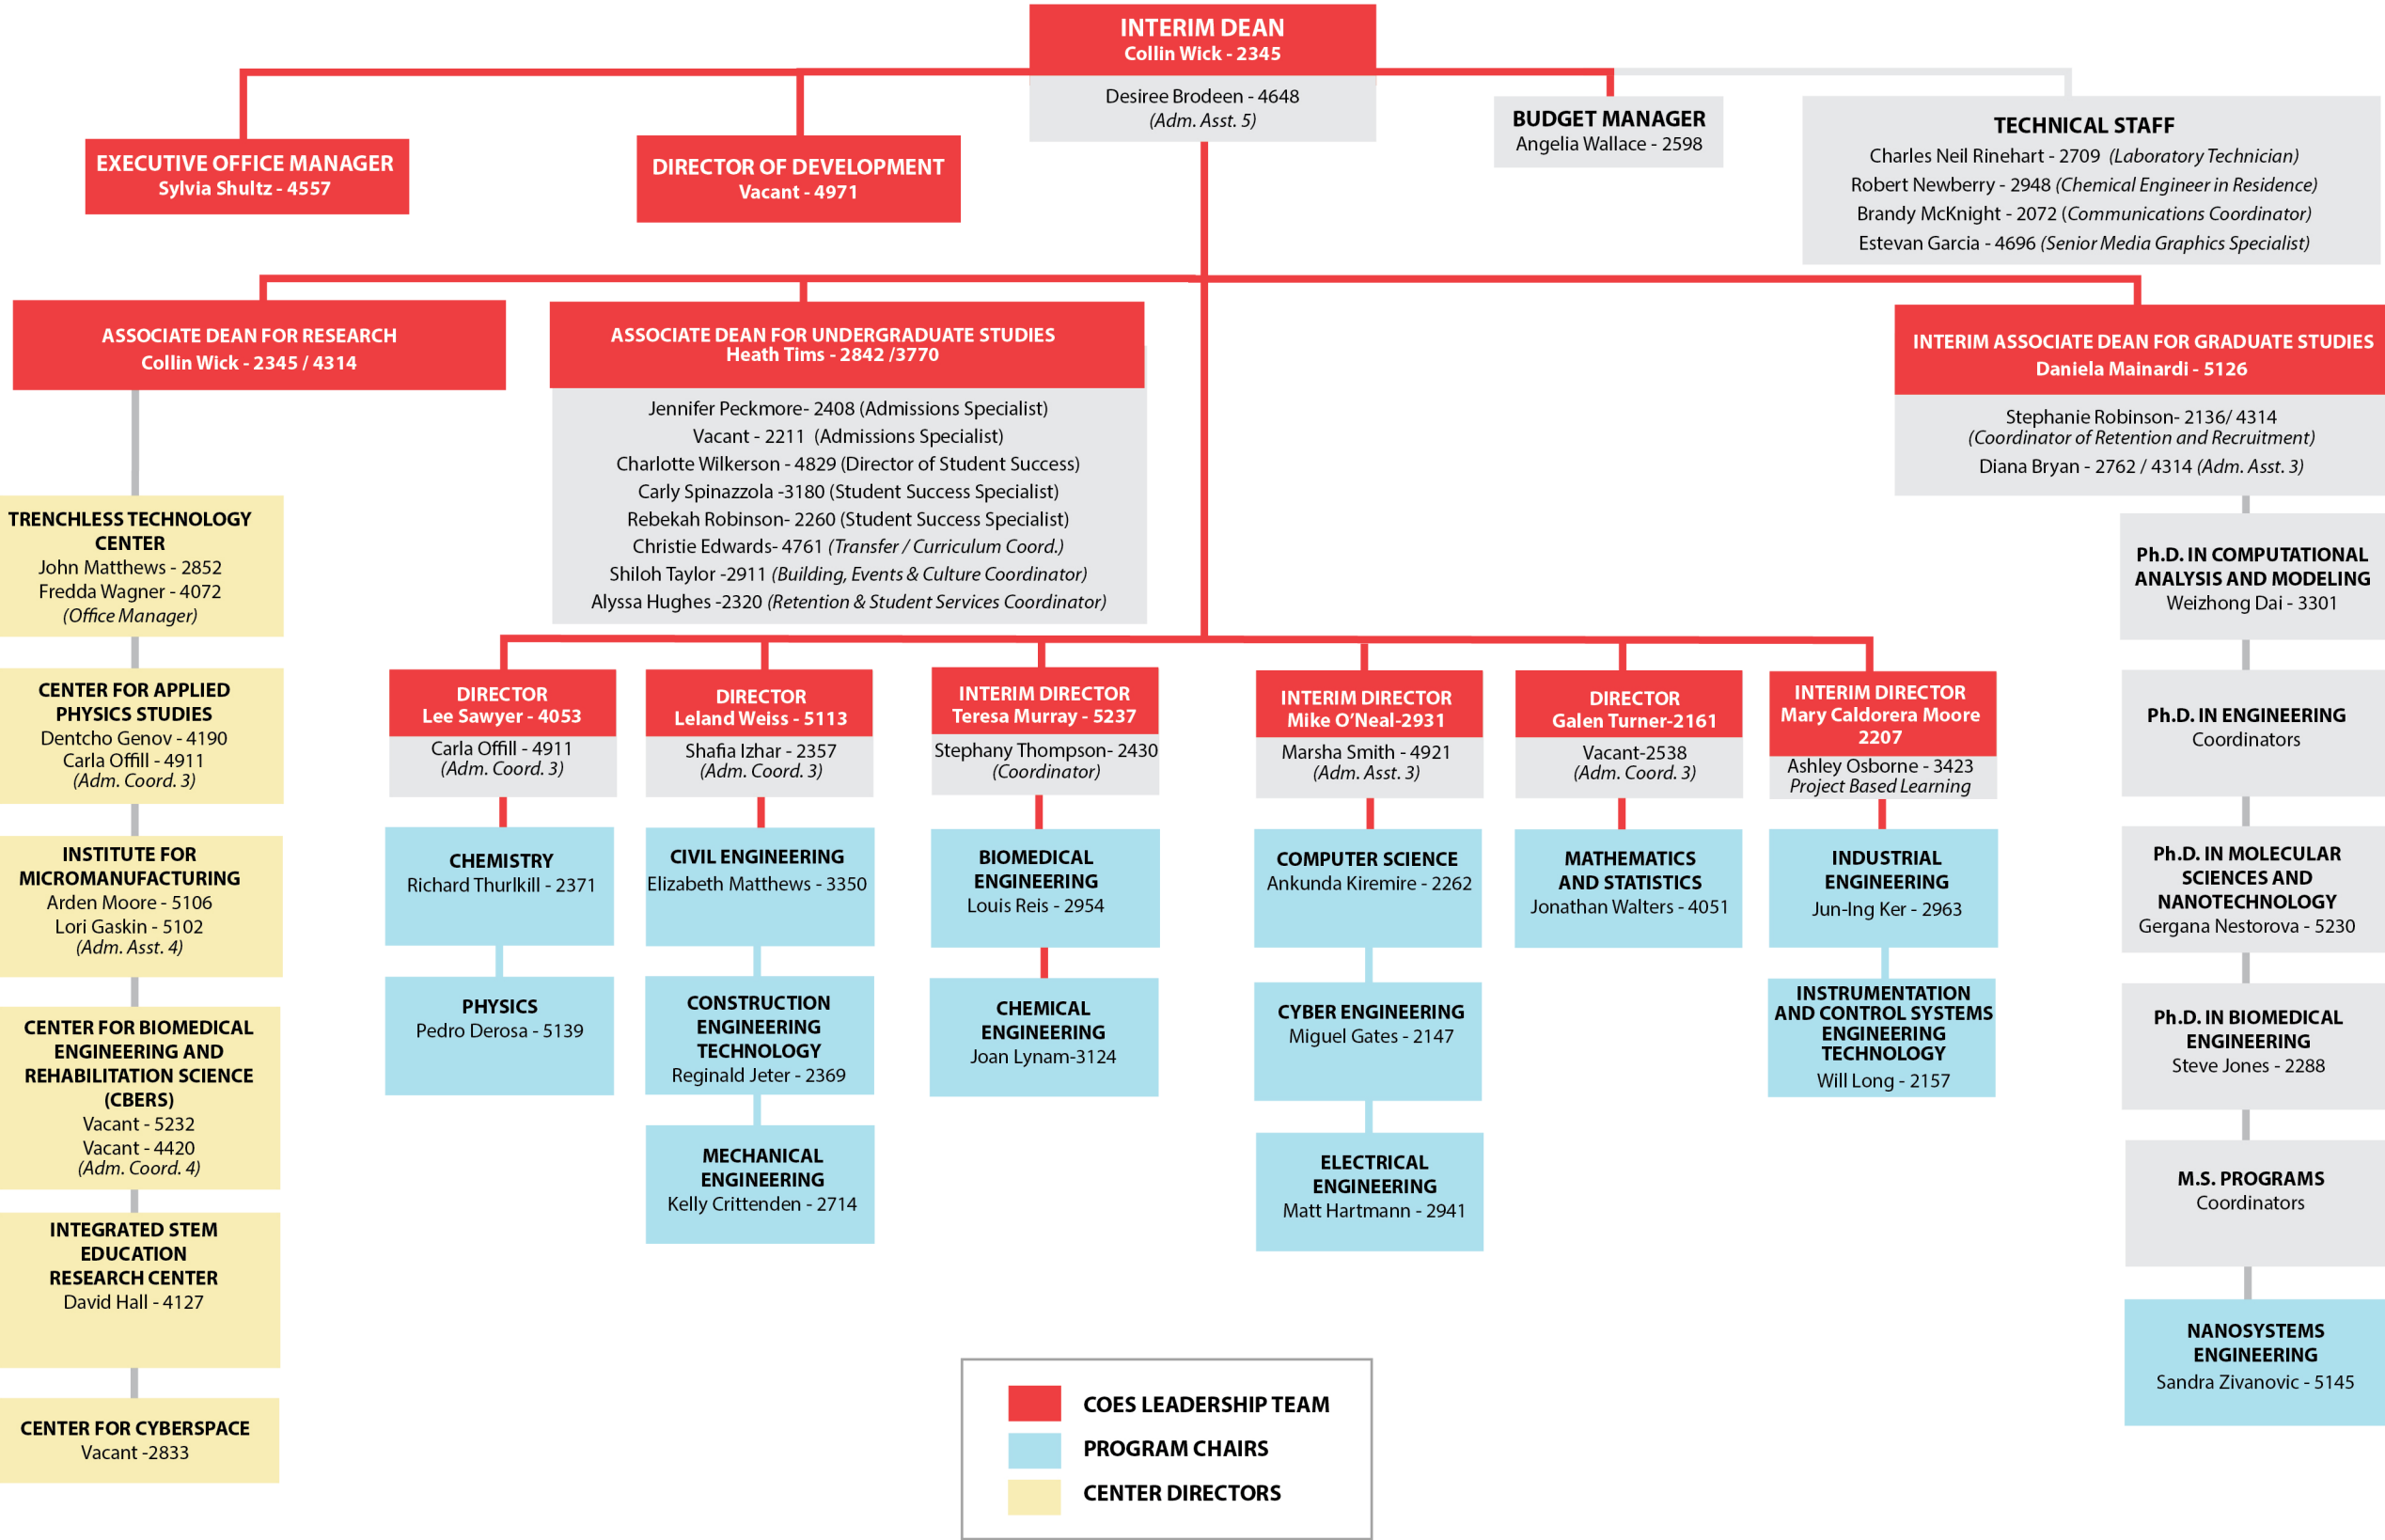 INTERIM DEAN
Collin Wick - 2345
Desiree Brodeen - 4648
(Adm. Asst. 5)
EXECUTIVE OFFICE MANAGER
Sylvia Shultz - 4557
DIRECTOR OF DEVELOPMENT
Vacant - 4971
BUDGET MANAGER
Angelia Wallace - 2598
TECHNICAL STAFF
Charles Neil Rinehart - 2709 (Laboratory Technician)
Robert Newberry - 2948 (Chemical Engineer in Residence)
Brandy McKnight - 2072 (Communications Coordinator)
Estevan Garcia - 4696 (Senior Media Graphics Specialist)
ASSOCIATE DEAN FOR RESEARCH
Collin Wick - 2345 / 4314
ASSOCIATE DEAN FOR UNDERGRADUATE STUDIES
Heath Tims - 2842 /3770
Jennifer Peckmore- 2408 (Admissions Specialist)
Vacant - 2211 (Admissions Specialist)
Charlotte Wilkerson - 4829 (Director of Student Success)
Carly Spinazzola -3180 (Student Success Specialist)
Rebekah Robinson- 2260 (Student Success Specialist)
Christie Edwards- 4761 (Transfer / Curriculum Coord.)
Shiloh Taylor -2911 (Building, Events & Culture Coordinator)
Alyssa Hughes -2320 (Retention & Student Services Coordinator)
INTERIM ASSOCIATE DEAN FOR GRADUATE STUDIES
Daniela Mainardi - 5126
Stephanie Robinson- 2136/ 4314
(Coordinator of Retention and Recruitment)
Diana Bryan - 2762 / 4314 (Adm. Asst. 3)
TRENCHLESS TECHNOLOGY
CENTER
John Matthews - 2852
Fredda Wagner - 4072
(Office Manager)
CENTER FOR APPLIED
PHYSICS STUDIES
Dentcho Genov - 4190
Carla Offill - 4911
(Adm. Coord. 3)
INSTITUTE FOR
MICROMANUFACTURING
Arden Moore - 5106
Lori Gaskin - 5102
(Adm. Asst. 4)
CENTER FOR BIOMEDICAL
ENGINEERING AND
REHABILITATION SCIENCE
(CBERS)
Vacant - 5232
Vacant - 4420
(Adm. Coord. 4)
INTEGRATED STEM
EDUCATION
RESEARCH CENTER
David Hall - 4127
CENTER FOR CYBERSPACE
Vacant -2833
DIRECTOR
Lee Sawyer - 4053
Carla Offill - 4911
(Adm. Coord. 3)
CHEMISTRY
Richard Thurlkill - 2371
PHYSICS
Pedro Derosa - 5139
DIRECTOR
Leland Weiss - 5113
Shafia Izhar - 2357
(Adm. Coord. 3)
CIVIL ENGINEERING
Elizabeth Matthews - 3350
CONSTRUCTION
ENGINEERING
TECHNOLOGY
Reginald Jeter - 2369
MECHANICAL
ENGINEERING
Kelly Crittenden - 2714
INTERIM DIRECTOR
Teresa Murray - 5237
Stephany Thompson- 2430
(Coordinator)
BIOMEDICAL
ENGINEERING
Louis Reis - 2954
CHEMICAL
ENGINEERING
Joan Lynam-3124
INTERIM DIRECTOR
Mike O'Neal-2931
Marsha Smith - 4921
(Adm. Asst. 3)
COMPUTER SCIENCE
Ankunda Kiremire - 2262
CYBER ENGINEERING
Miguel Gates - 2147
ELECTRICAL
ENGINEERING
Matt Hartmann - 2941
DIRECTOR
Galen Turner-2161
Vacant-2538
(Adm. Coord. 3)
MATHEMATICS
AND STATISTICS
Jonathan Walters - 4051
INTERIM DIRECTOR
Mary Caldorera Moore
2207
Ashley Osborne - 3423
Project Based Learning
INDUSTRIAL
ENGINEERING
Jun-Ing Ker - 2963
INSTRUMENTATION
AND CONTROL SYSTEMS
ENGINEERING
TECHNOLOGY
Will Long - 2157
Ph.D. IN COMPUTATIONAL
ANALYSIS AND MODELING
Weizhong Dai - 3301
Ph.D. IN ENGINEERING
Coordinators
Ph.D. IN MOLECULAR
SCIENCES AND
NANOTECHNOLOGY
Gergana Nestorova - 5230
Ph.D. IN BIOMEDICAL
ENGINEERING
Steve Jones - 2288
M.S. PROGRAMS
Coordinators
NANOSYSTEMS
ENGINEERING
Sandra Zivanovic - 5145
COES LEADERSHIP TEAM
PROGRAM CHAIRS
CENTER DIRECTORS